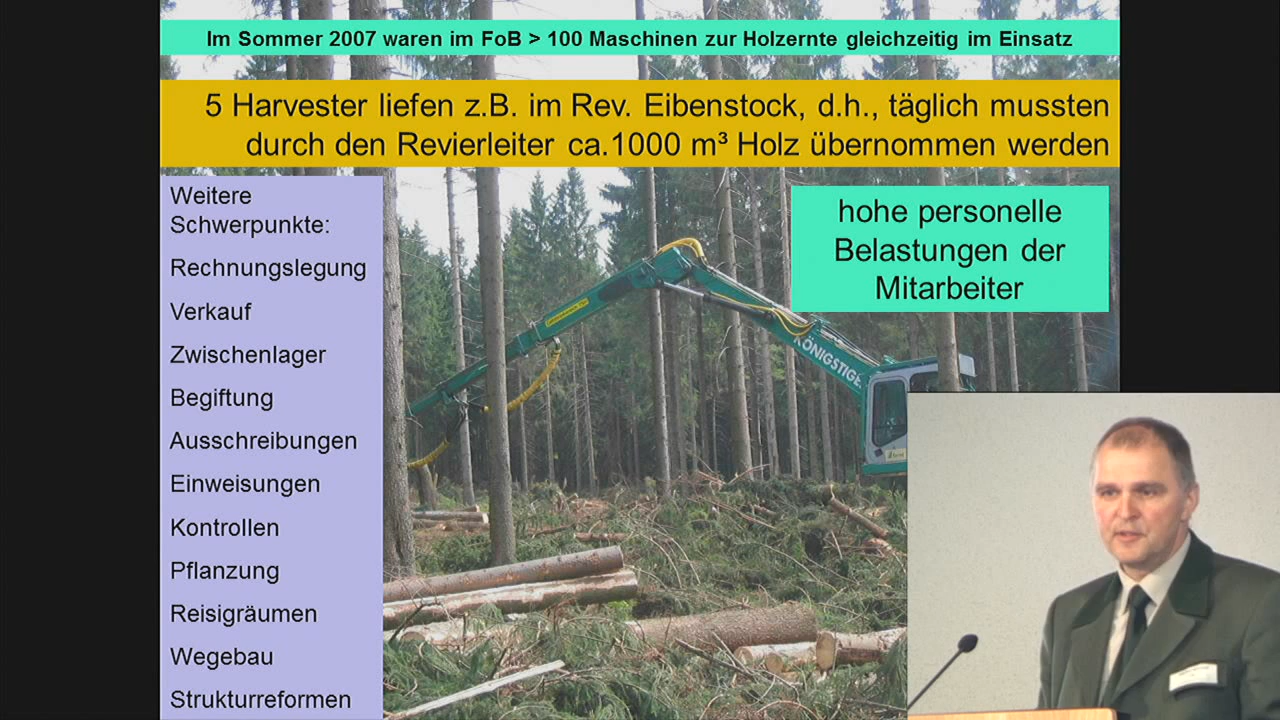 Im Sommer 2007 waren im FoB > 100 Maschinen zur Holzernte gleichzeitig im Einsatz
5 Harvester liefen z.B. im Rev. Eibenstock, d.h., täglich mussten
durch den Revierleiter ca.1000 m³ Holz übernommen werden
Weitere
Schwerpunkte:
Rechnungslegung
Verkauf
Zwischenlager
Begiftung
Ausschreibungen
Einweisungen
Kontrollen
Pflanzung
Reisigräumen
Wegebau
Strukturreformen
hohe personelle
Belastungen der
Mitarbeiter
KÖNIGSTIGE